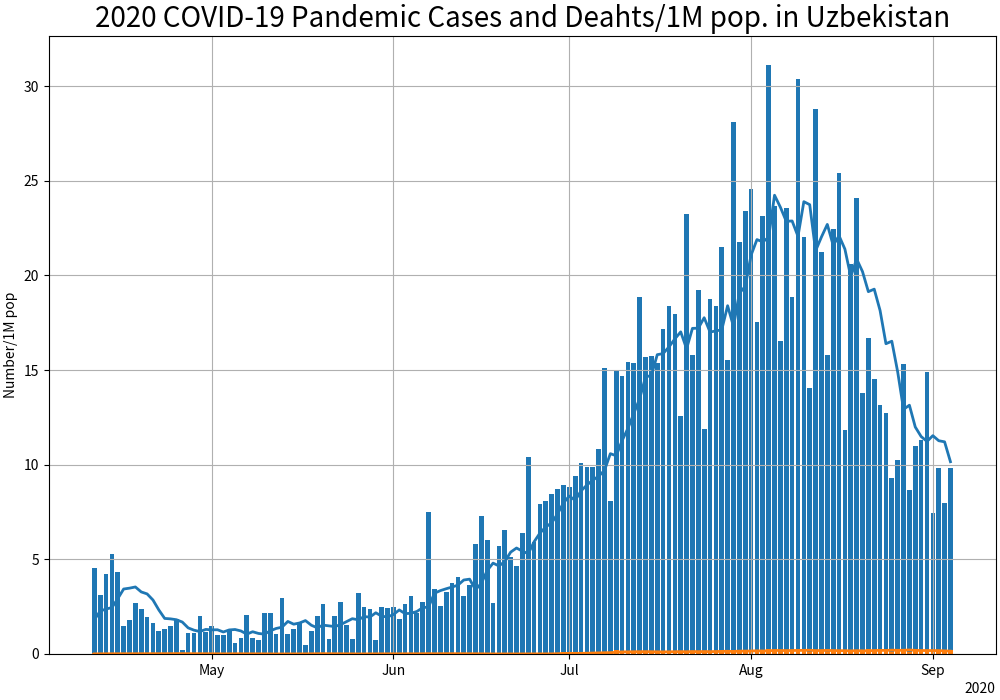 2020 COVID-19 Pandemic Cases and Deahts/1M pop. in Uzbekistan
Number/1M pop
30
25
20
15
10
5
0
May
Jun
Jul
Aug
Sep
2020